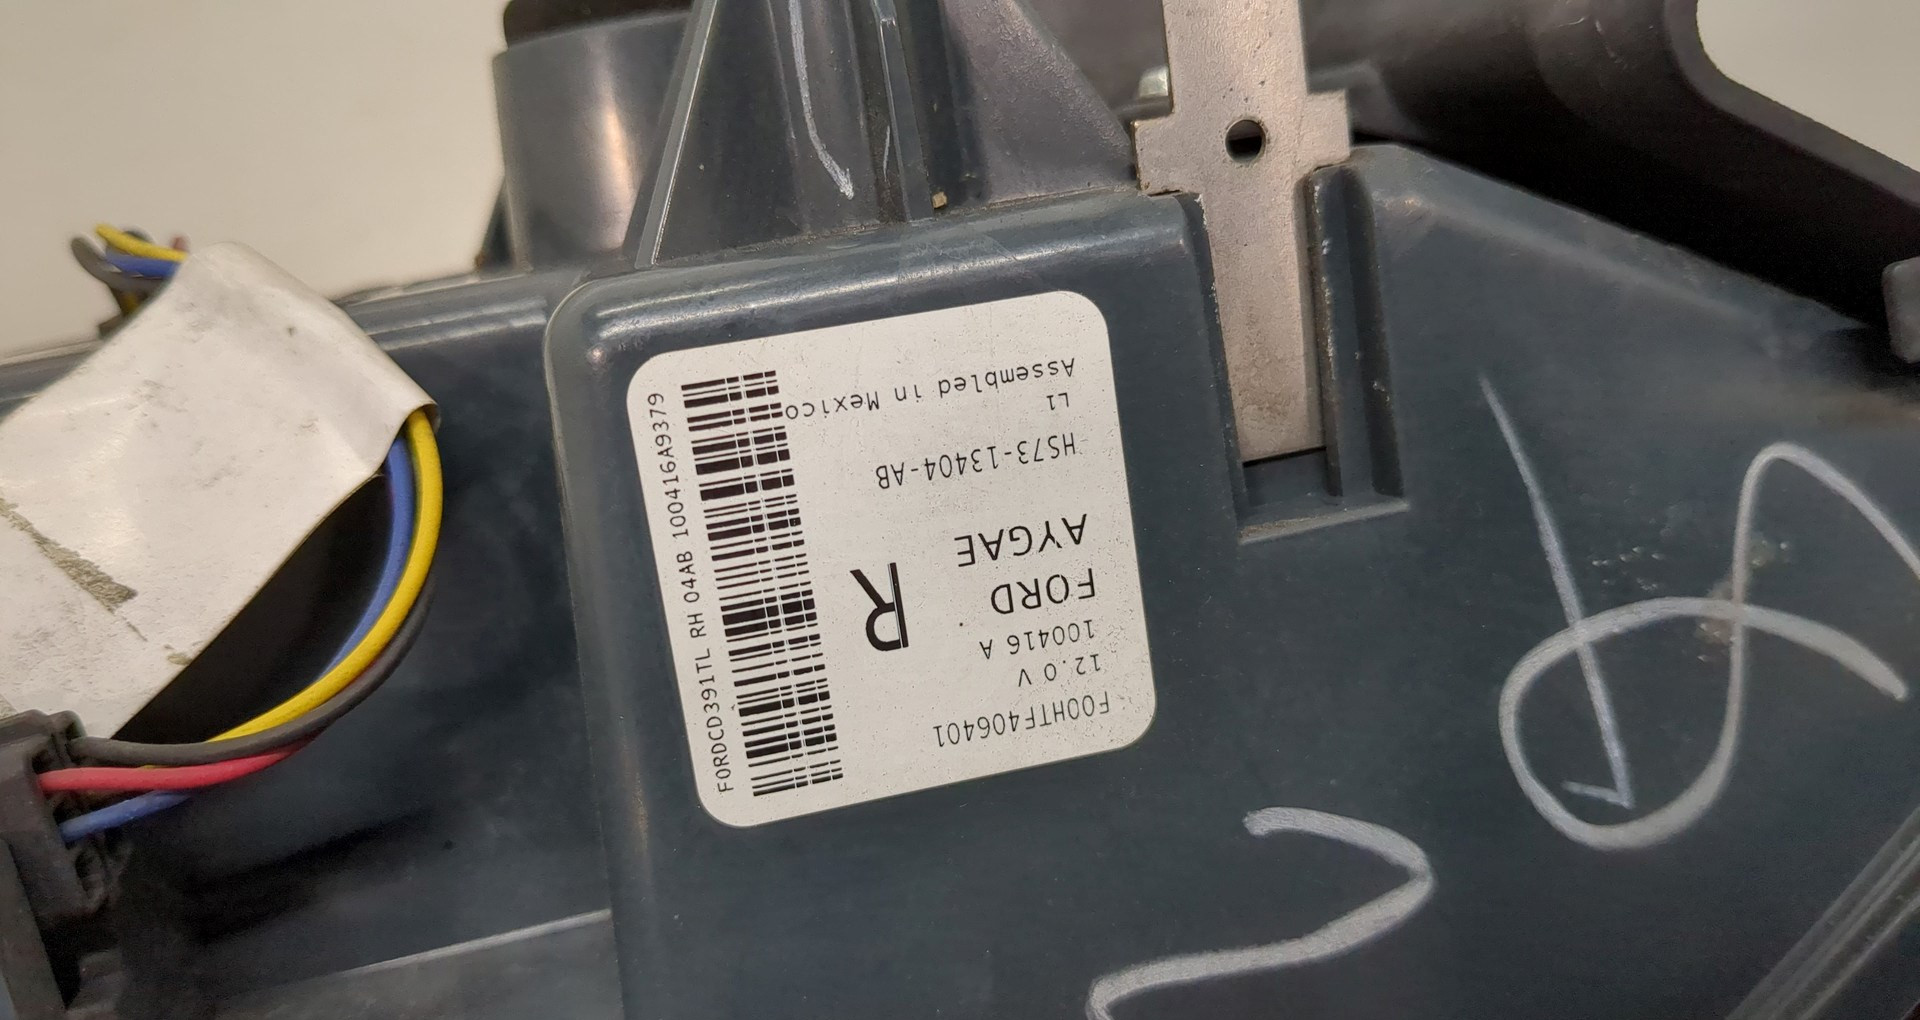 F00HTF406401
12.0 V
100416 A
FORD
AYGAE
R
HS73-13404-AB
L1
Assembled in Mexico
FORDCD391TL RH 04AB 100416A9379